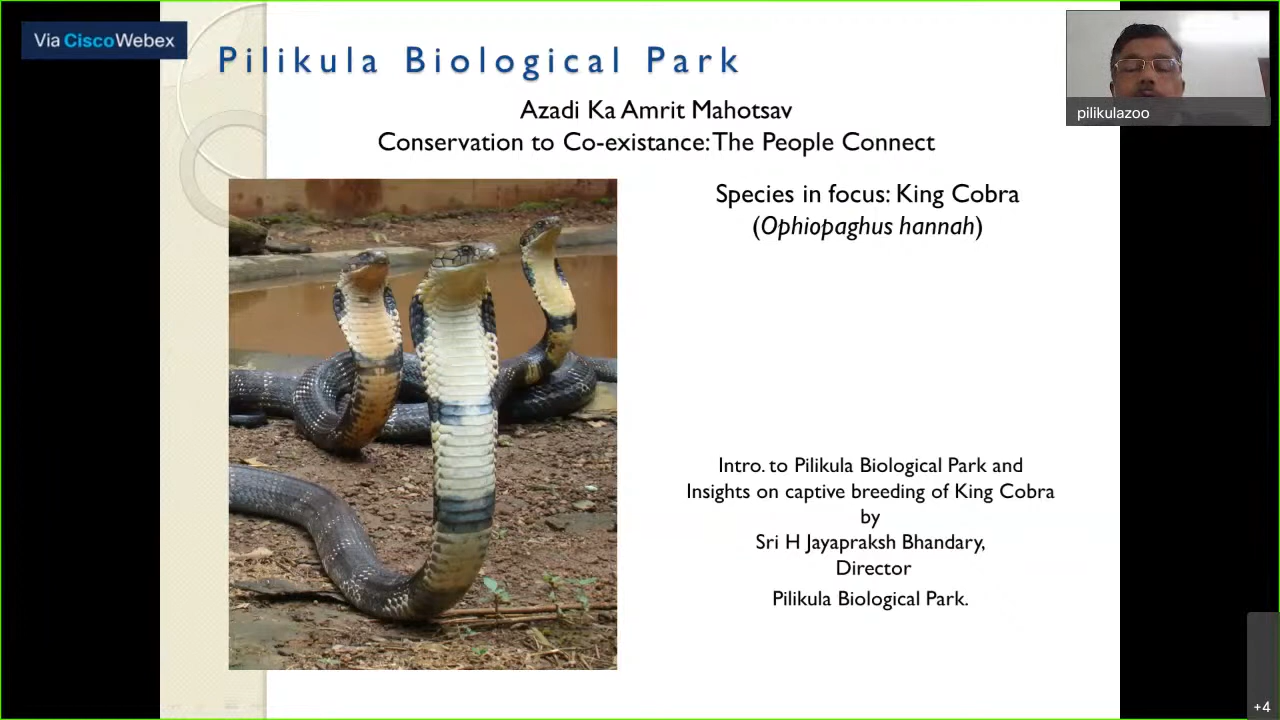 Via CiscoWebex
Pilikula Biological Park
pilikulazoo
Azadi Ka Amrit Mahotsav
Conservation to Co-existance: The People Connect
Species in focus: King Cobra
(Ophiopaghus hannah)
Intro. to Pilikula Biological Park and
Insights on captive breeding of King Cobra
by
Sri H Jayapraksh Bhandary,
Director
Pilikula Biological Park.
+4